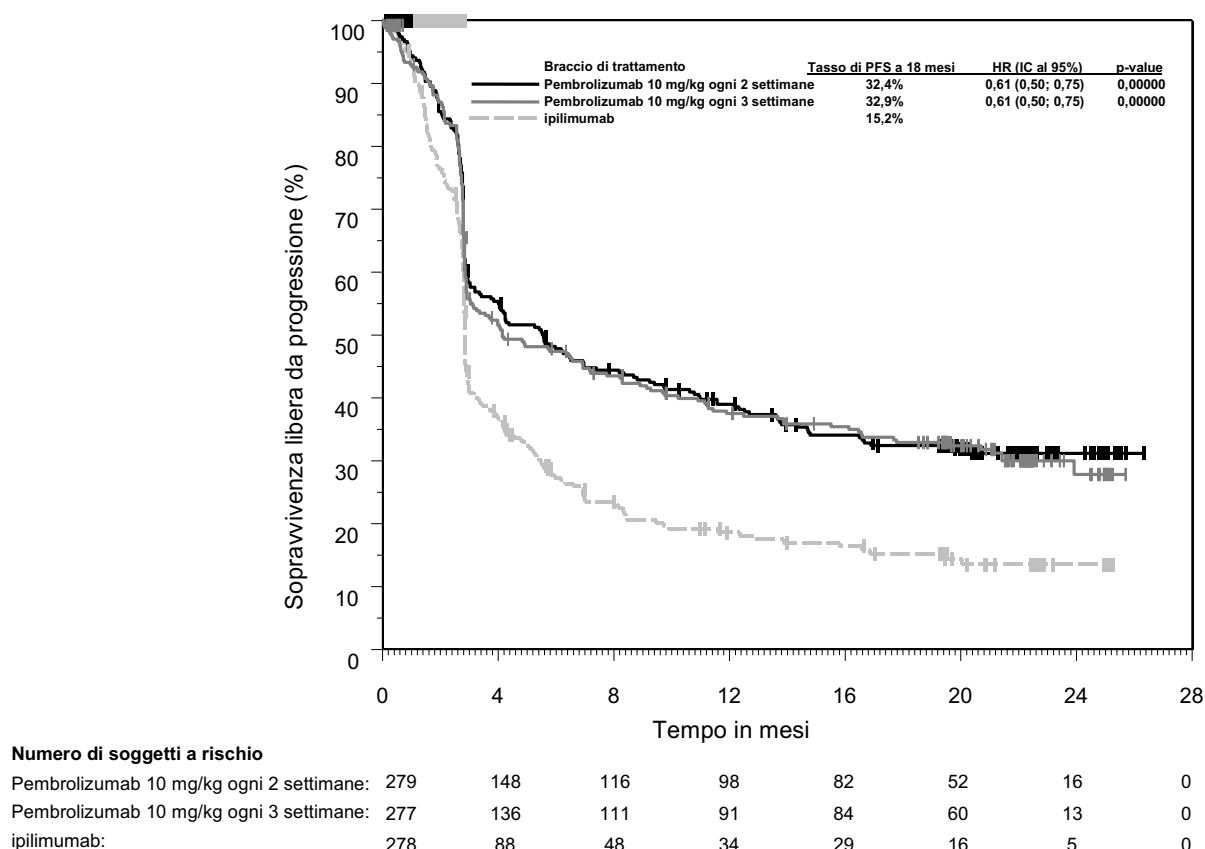 Braccio di trattamento Tasso di PFS a 18 mesi HR (IC al 95%) p-value
Pembrolizumab 10 mg/kg ogni 2 settimane 32,4% 0,61 (0,50; 0,75) 0,00000
Pembrolizumab 10 mg/kg ogni 3 settimane 32,9% 0,61 (0,50; 0,75) 0,00000
ipilimumab 15,2%
Sopravvivenza libera da progressione (%)
100
90
80
70
60
50
40
30
20
10
0
0 4 8 12 16 20 24 28
Tempo in mesi
Numero di soggetti a rischio
Pembrolizumab 10 mg/kg ogni 2 settimane: 279 148 116 98 82 52 16 0
Pembrolizumab 10 mg/kg ogni 3 settimane: 277 136 111 91 84 60 13 0
ipilimumab: 278 88 48 34 29 16 5 0